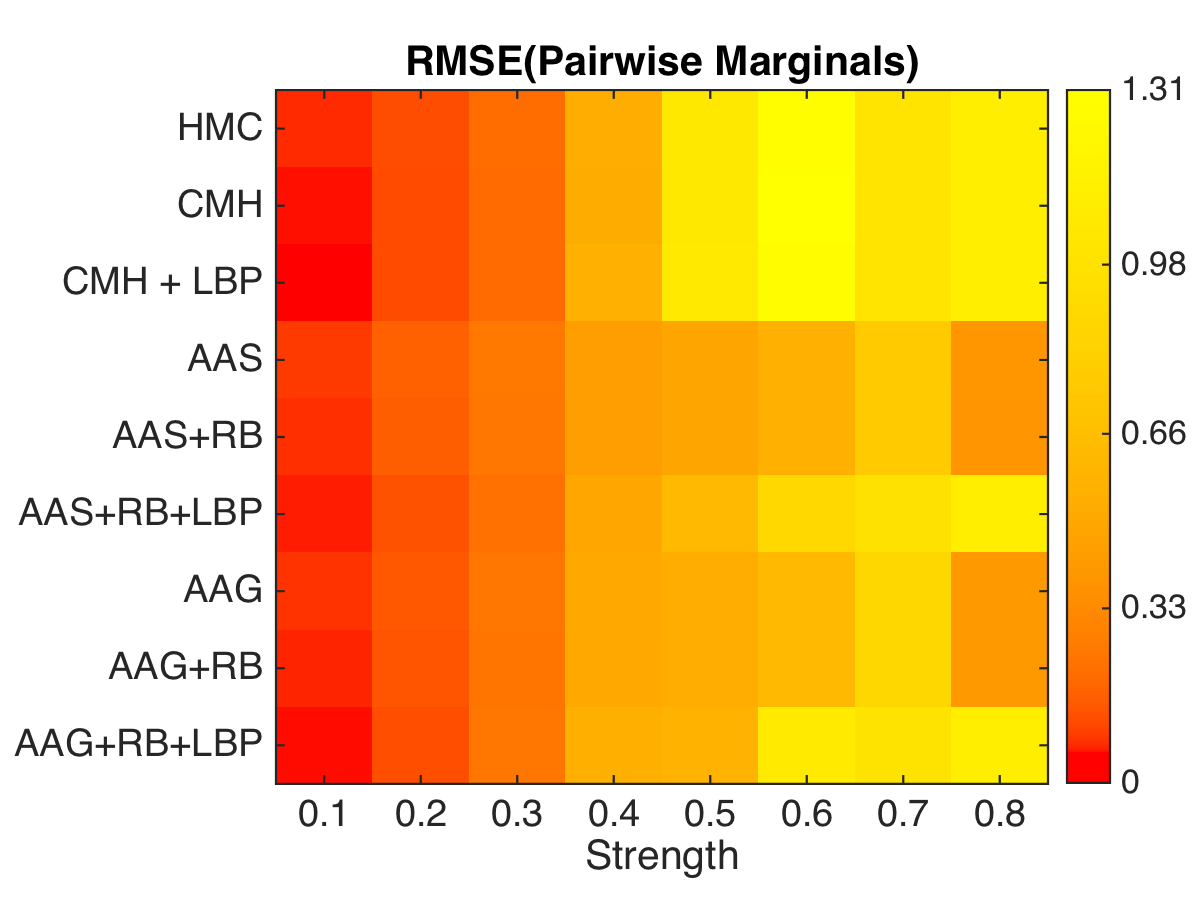 RMSE(Pairwise Marginals)
HMC
CMH
CMH + LBP
AAS
AAS+RB
AAS+RB+LBP
AAG
AAG+RB
AAG+RB+LBP
0.1 0.2 0.3 0.4 0.5 0.6 0.7 0.8
Strength
1.31
0.98
0.66
0.33
0